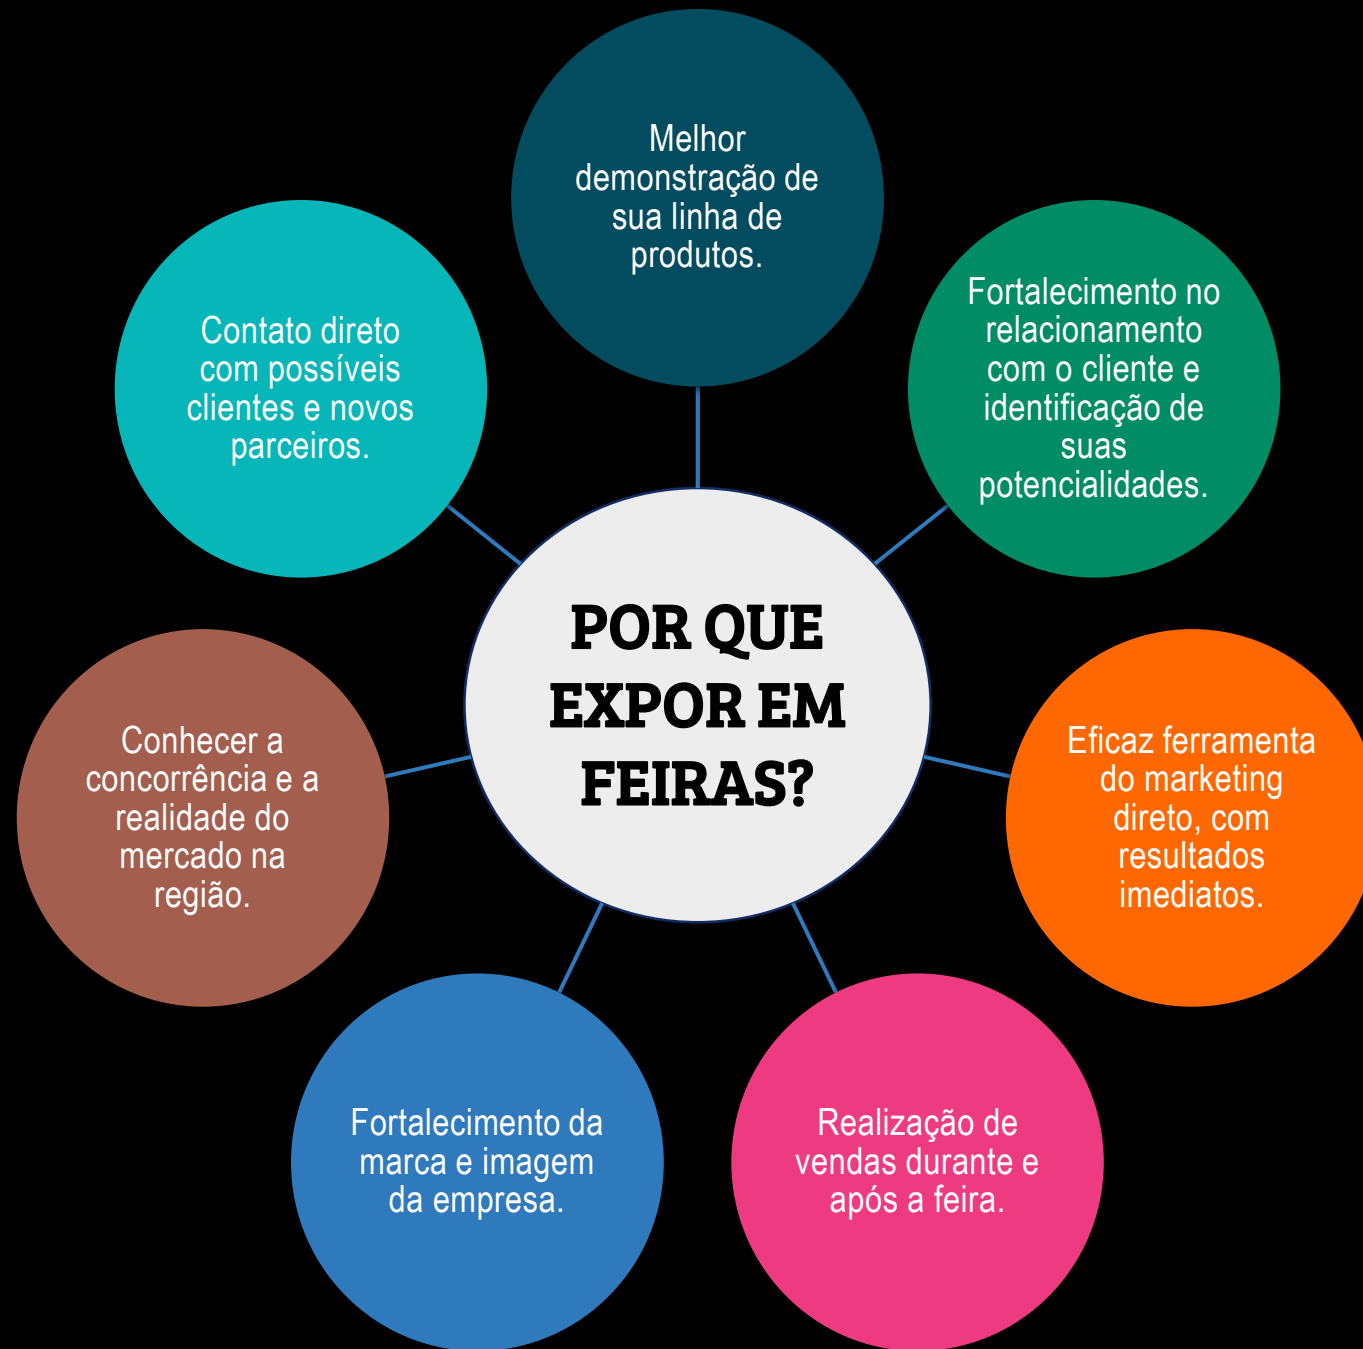 Melhor
demonstração de
sua linha de
produtos.
Fortalecimento no
relacionamento
com o cliente e
identificação de
suas
potencialidades.
Eficaz ferramenta
do marketing
direto, com
resultados
imediatos.
Realização de
vendas durante e
após a feira.
Fortalecimento da
marca e imagem
da empresa.
Conhecer a
concorrência e a
realidade do
mercado na
região.
Contato direto
com possíveis
clientes e novos
parceiros.
POR QUE
EXPOR EM
FEIRAS?